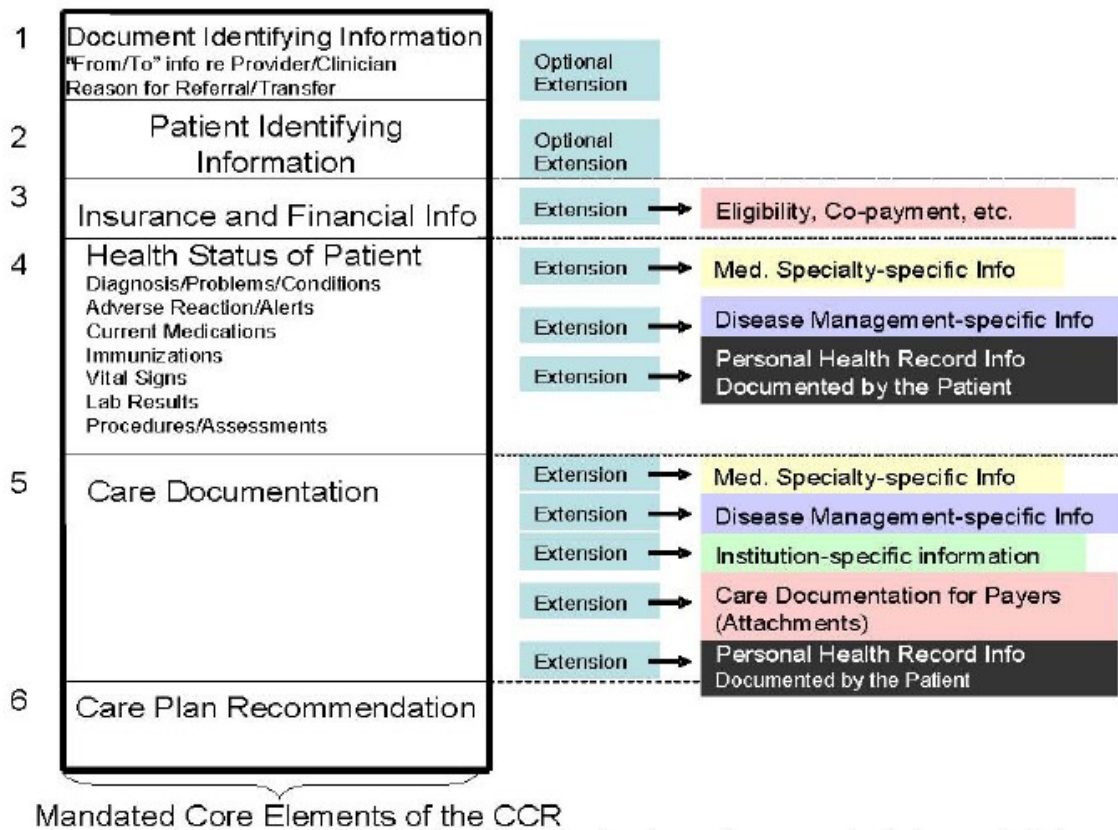 1
Document Identifying Information
"From/To" info re Provider/Clinician
Reason for Referral/Transfer
Optional
Extension
2
Patient Identifying
Information
Optional
Extension
3
Insurance and Financial Info
Extension
Eligibility, Co-payment, etc.
4
Health Status of Patient
Diagnosis/Problems/Conditions
Adverse Reaction/Alerts
Current Medications
Immunizations
Vital Signs
Lab Results
Procedures/Assessments
Extension
Med. Specialty-specific Info
Extension
Disease Management-specific Info
Extension
Personal Health Record Info
Documented by the Patient
5
Care Documentation
Extension
Med. Specialty-specific Info
Extension
Disease Management-specific Info
Extension
Institution-specific information
Extension
Care Documentation for Payers
(Attachments)
Extension
Personal Health Record Info
Documented by the Patient
6
Care Plan Recommendation
Mandated Core Elements of the CCR